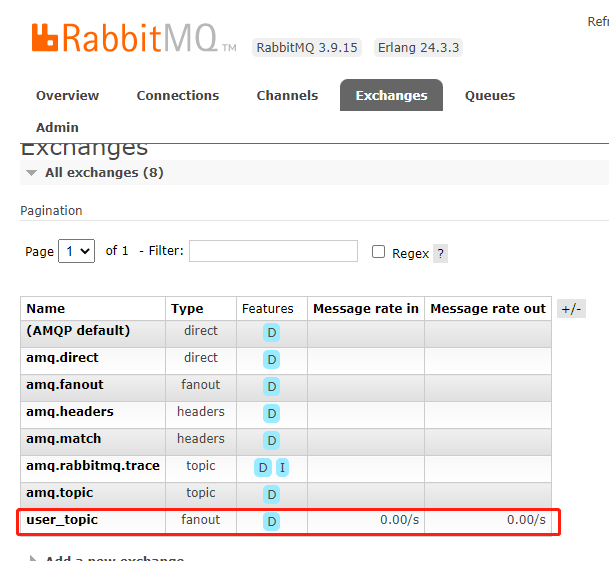 Refr
RabbitMQ TM RabbitMQ 3.9.15 Erlang 24.3.3
Overview Connections Channels Exchanges Queues
Admin
Exchanges
All exchanges (8)
Pagination
Page 1 of 1 - Filter: Regex ?
Name Type Features Message rate in Message rate out +/-
(AMQP default) direct D
amq.direct direct D
amq.fanout fanout D
amq.headers headers D
amq.match headers D
amq.rabbitmq.trace topic D I
amq.topic topic D
user_topic fanout D 0.00/s 0.00/s
Add a new exchange